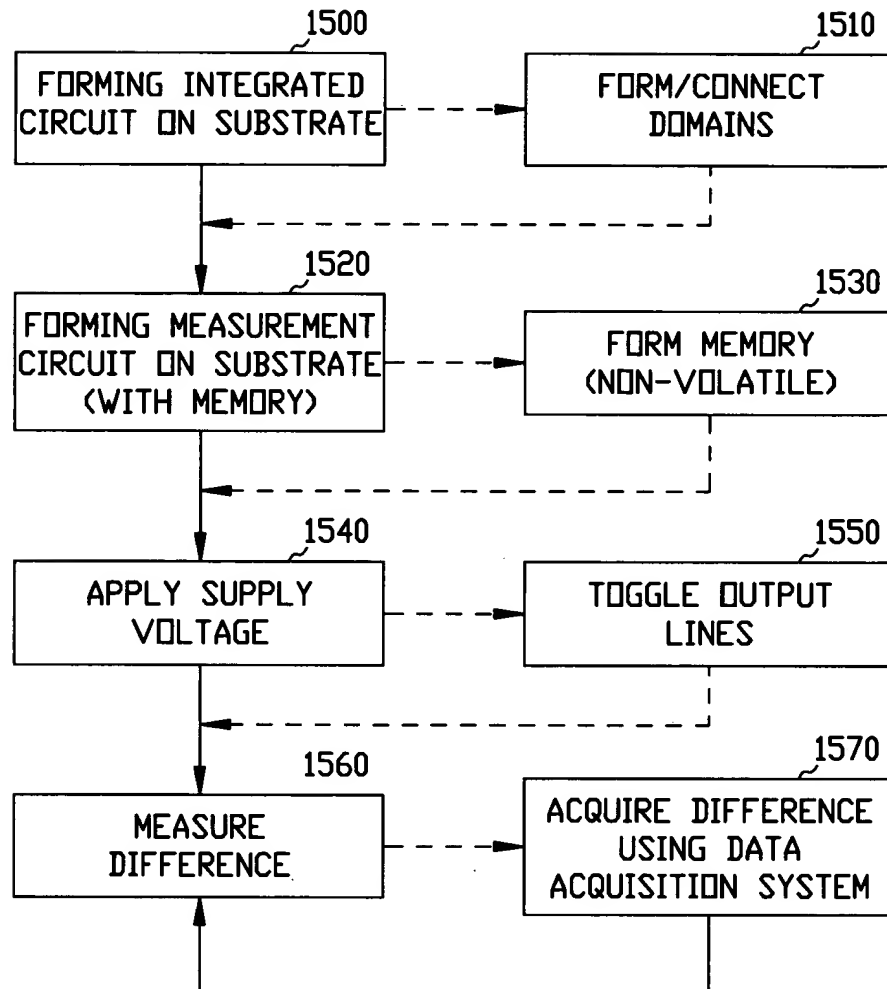 1500
FORMING INTEGRATED
CIRCUIT ON SUBSTRATE
1510
FORM/CONNECT
DOMAINS
1520
FORMING MEASUREMENT
CIRCUIT ON SUBSTRATE
(WITH MEMORY)
1530
FORM MEMORY
(NON-VOLATILE)
1540
APPLY SUPPLY
VOLTAGE
1550
TOGGLE OUTPUT
LINES
1560
MEASURE
DIFFERENCE
1570
ACQUIRE DIFFERENCE
USING DATA
ACQUISITION SYSTEM